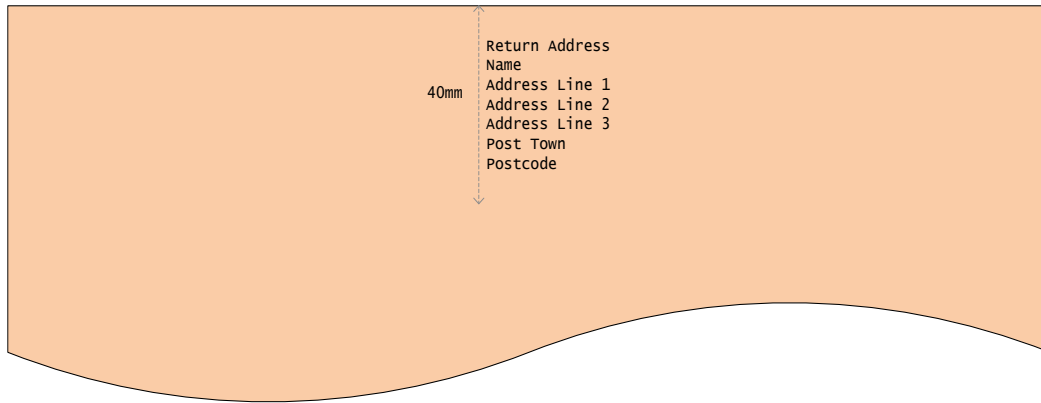 Return Address
Name
Address Line 1
40mm
Address Line 2
Address Line 3
Post Town
Postcode